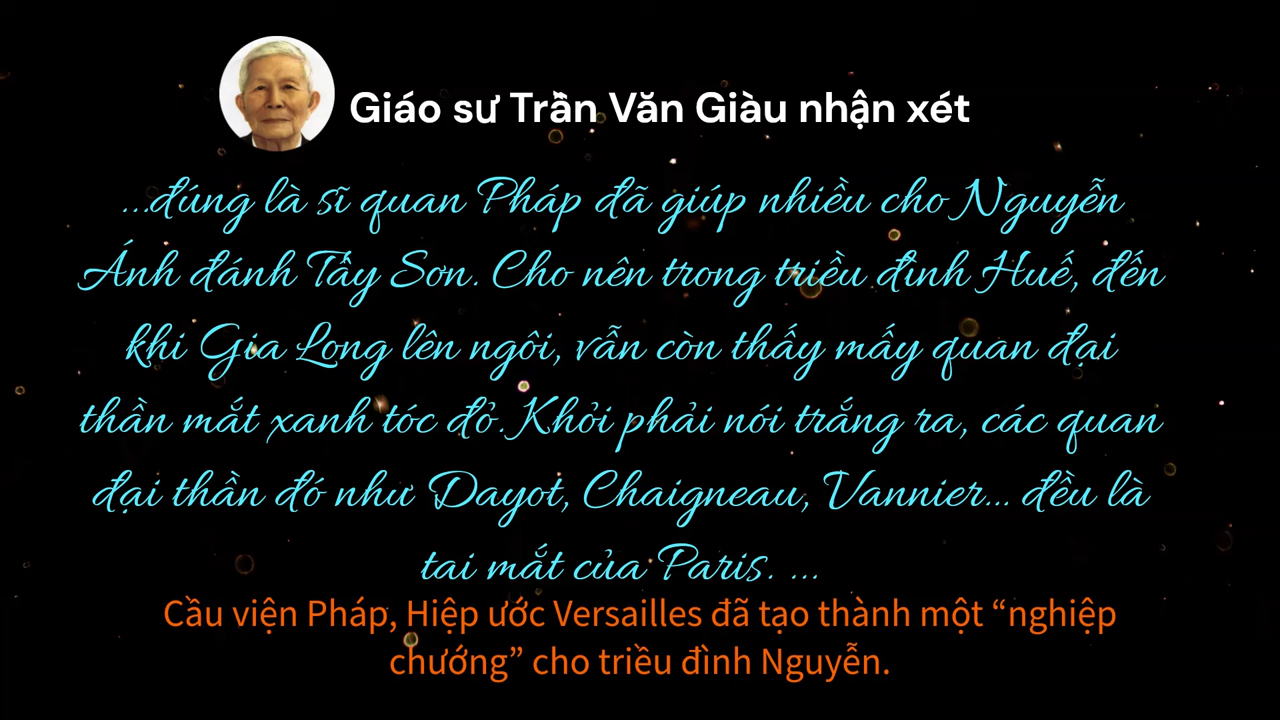 Giáo sư Trần Văn Giàu nhận xét
...đúng là sĩ quan Pháp đã giúp nhiều cho Nguyễn
Ánh đánh Tây Sơn. Cho nên trong triều đình Huế, đến
khi Gia Long lên ngôi, vẫn còn thấy mấy quan đại
thần mắt xanh tóc đỏ. Khỏi phải nói trắng ra, các quan
đại thần đó như Dayot, Chaigneau, Vannier... đều là
tai mắt của Paris. ...
Cầu viện Pháp, Hiệp ước Versailles đã tạo thành một “nghiệp
chướng” cho triều đình Nguyễn.